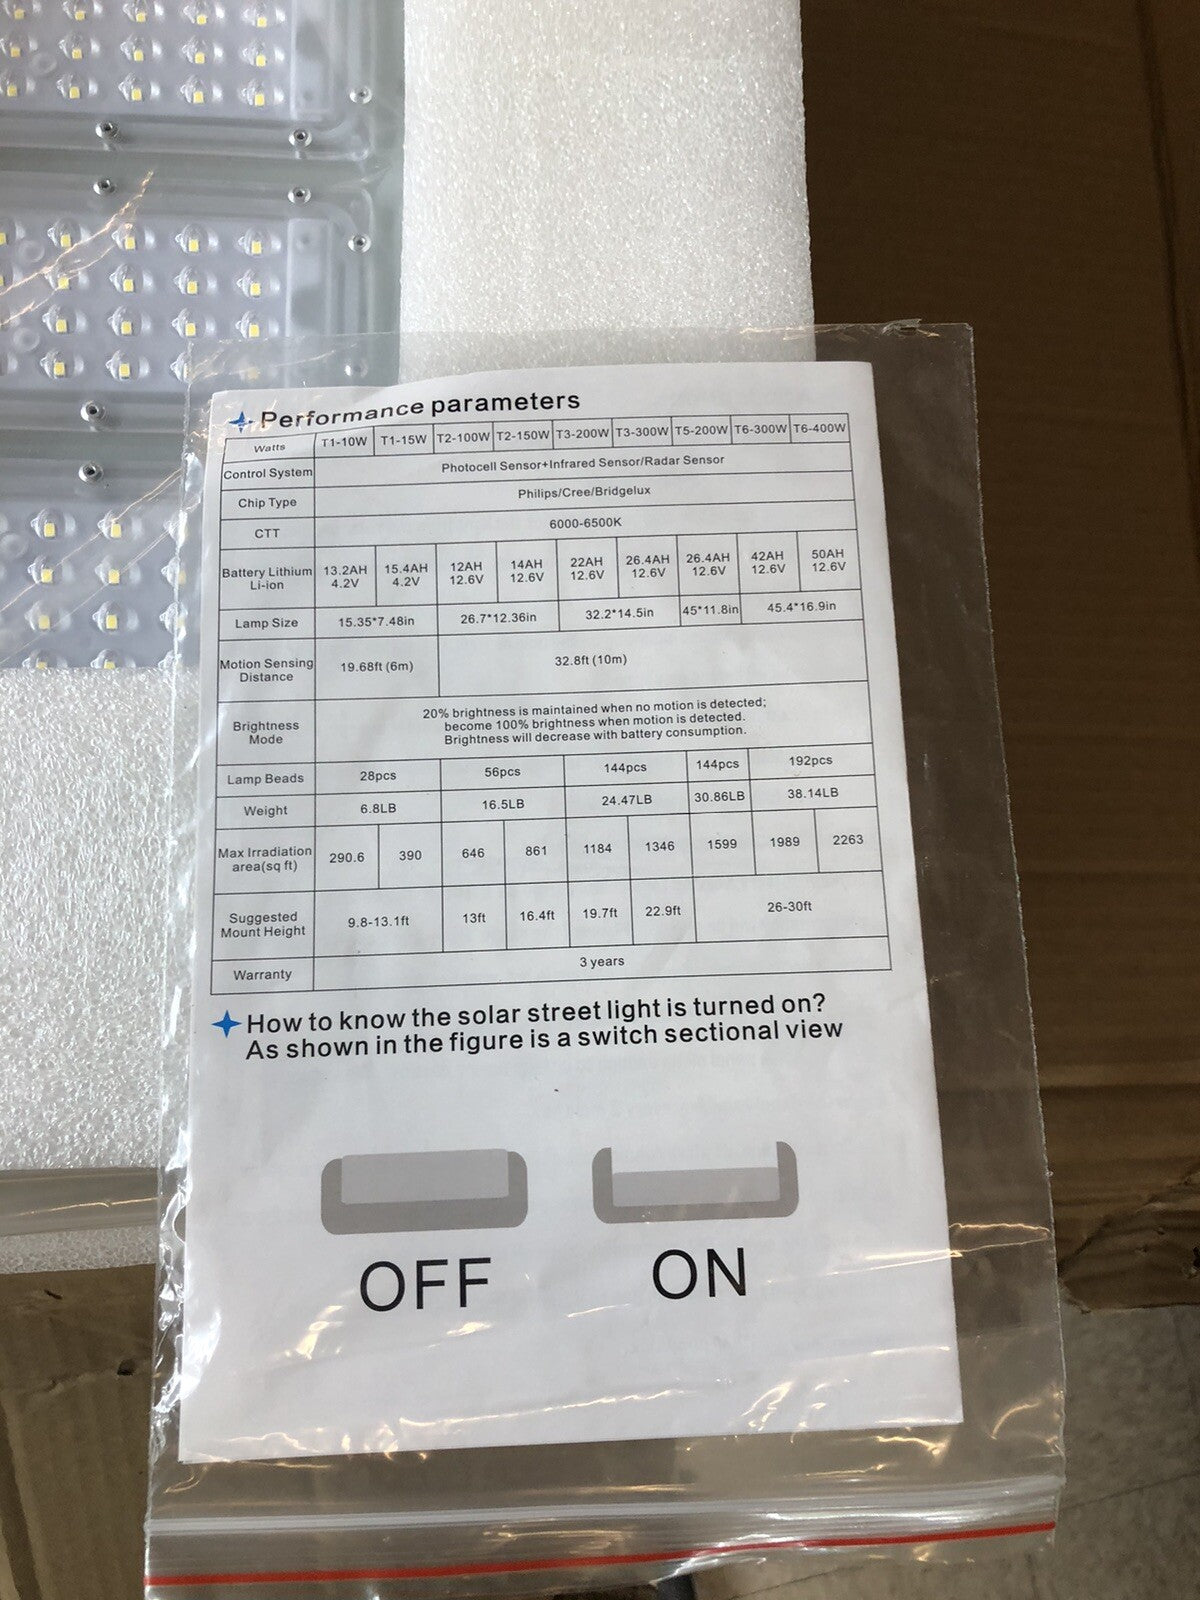 Performance parameters
Watts T1-10W T1-15W T2-100W T2-150W T3-200W T3-300W T5-200W T6-300W T6-400W
Control System Photocell Sensor+Infrared Sensor/Radar Sensor
Chip Type Philips/Cree/Bridgelux
CTT 6000-6500K
Battery Lithium Li-ion 13.2AH 4.2V 15.4AH 4.2V 12AH 12.6V 14AH 12.6V 22AH 12.6V 26.4AH 12.6V 26.4AH 12.6V 42AH 12.6V 50AH 12.6V
Lamp Size 15.35*7.48in 26.7*12.36in 32.2*14.5in 45*11.8in 45.4*16.9in
Motion Sensing Distance 19.68ft (6m) 32.8ft (10m)
Brightness Mode 20% brightness is maintained when no motion is detected;
become 100% brightness when motion is detected.
Brightness will decrease with battery consumption.
Lamp Beads 28pcs 56pcs 144pcs 144pcs 192pcs
Weight 6.8LB 16.5LB 24.47LB 30.86LB 38.14LB
Max Irradiation area(sq ft) 290.6 390 646 861 1184 1346 1599 1989 2263
Suggested Mount Height 9.8-13.1ft 13ft 16.4ft 19.7ft 22.9ft 26-30ft
Warranty 3 years
How to know the solar street light is turned on?
As shown in the figure is a switch sectional view
OFF ON